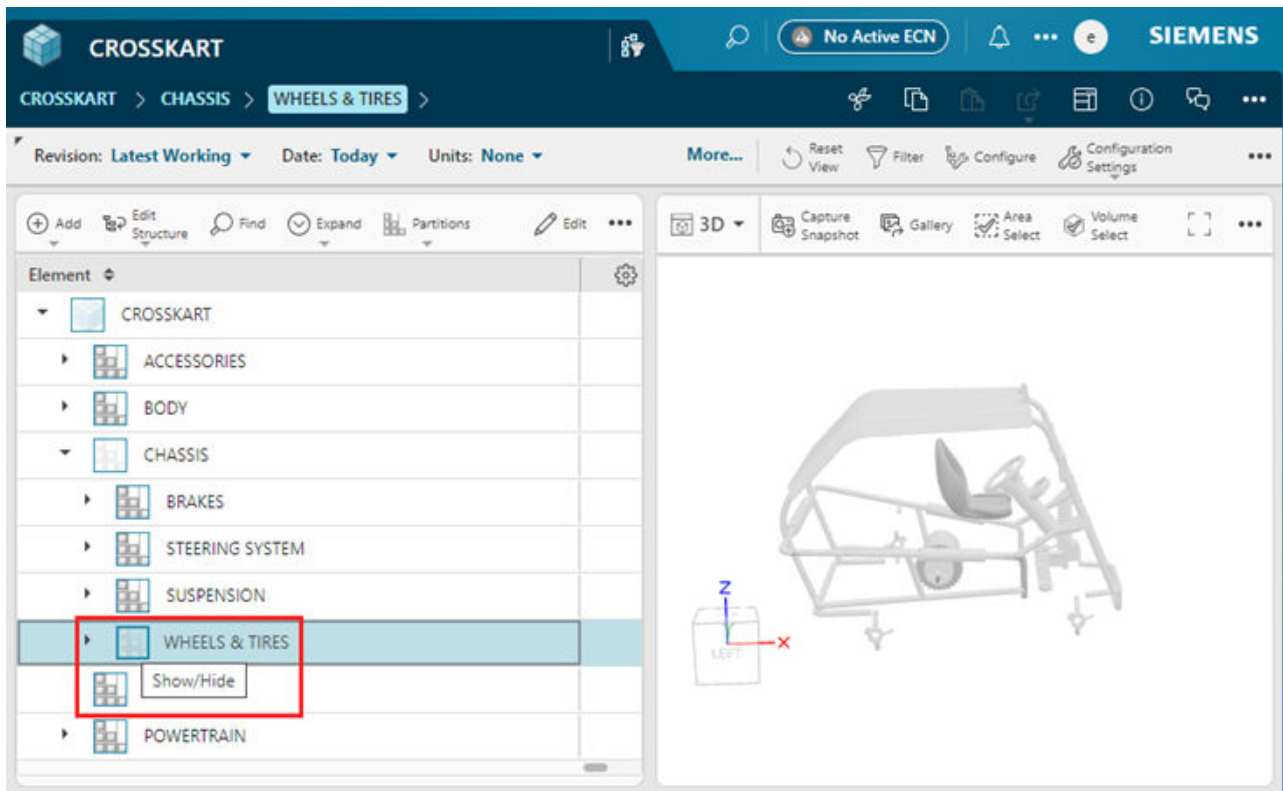 CROSSKART
No Active ECN
e
SIEMENS
CROSSKART > CHASSIS > WHEELS & TIRES >
Revision: Latest Working
Date: Today
Units: None
More...
Reset View
Filter
Configure
Configuration Settings
Add
Edit Structure
Find
Expand
Partitions
Edit
3D
Capture Snapshot
Gallery
Area Select
Volume Select
Element
CROSSKART
ACCESSORIES
BODY
CHASSIS
BRAKES
STEERING SYSTEM
SUSPENSION
WHEELS & TIRES
Show/Hide
POWERTRAIN
Z
X
Y
LEFT